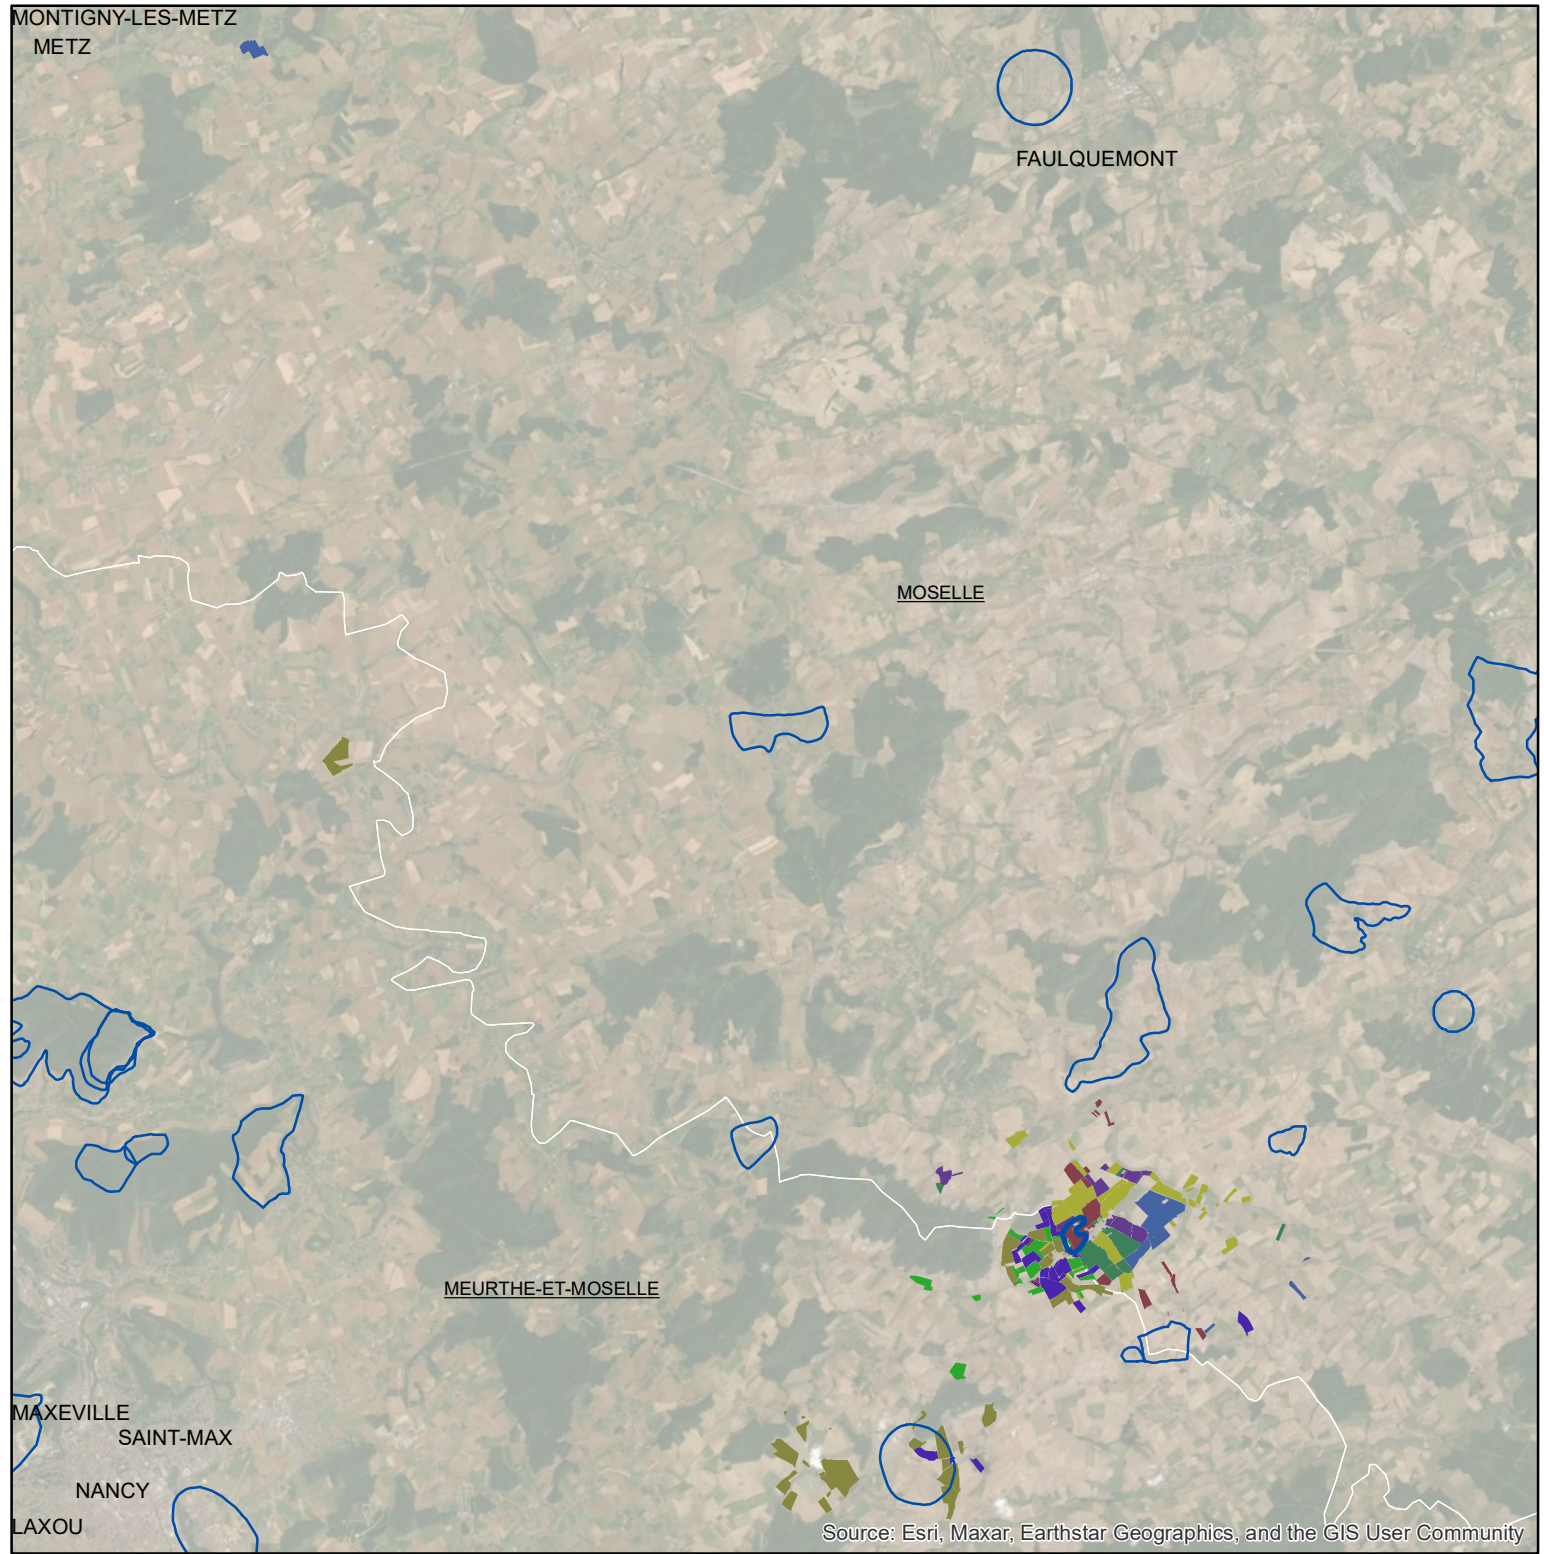 MONTIGNY-LES-METZ
METZ
FAULQUEMONT
MOSELLE
MEURTHE-ET-MOSELLE
MAXEVILLE
SAINT-MAX
NANCY
LAXOU
Source: Esri, Maxar, Earthstar Geographics, and the GIS User Community